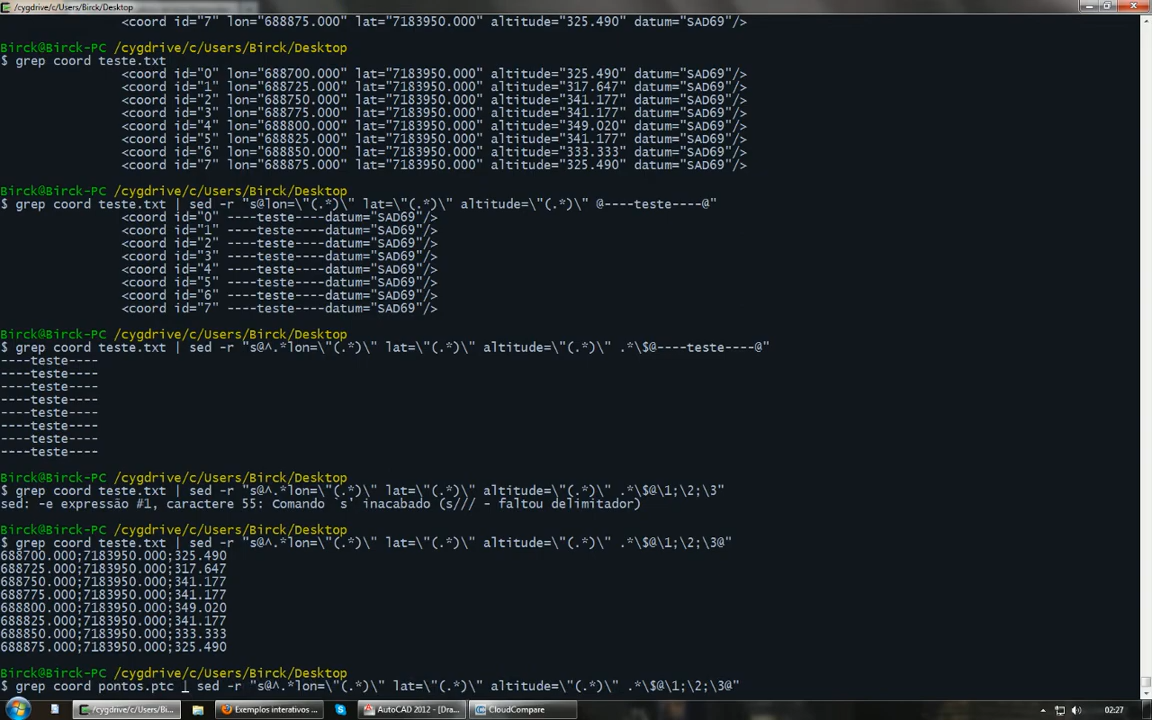 /cygdrive/c/Users/Birck/Desktop
<coord id="7" lon="688875.000" lat="7183950.000" altitude="325.490" datum="SAD69"/>
Birck@Birck-PC /cygdrive/c/Users/Birck/Desktop
$ grep coord teste.txt
<coord id="0" lon="688700.000" lat="7183950.000" altitude="325.490" datum="SAD69"/>
<coord id="1" lon="688725.000" lat="7183950.000" altitude="317.647" datum="SAD69"/>
<coord id="2" lon="688750.000" lat="7183950.000" altitude="341.177" datum="SAD69"/>
<coord id="3" lon="688775.000" lat="7183950.000" altitude="341.177" datum="SAD69"/>
<coord id="4" lon="688800.000" lat="7183950.000" altitude="349.020" datum="SAD69"/>
<coord id="5" lon="688825.000" lat="7183950.000" altitude="341.177" datum="SAD69"/>
<coord id="6" lon="688850.000" lat="7183950.000" altitude="333.333" datum="SAD69"/>
<coord id="7" lon="688875.000" lat="7183950.000" altitude="325.490" datum="SAD69"/>
Birck@Birck-PC /cygdrive/c/Users/Birck/Desktop
$ grep coord teste.txt | sed -r "s@lon=\"(.*)\" lat=\"(.*)\" altitude=\"(.*)\" @----teste----@"
<coord id="0" ----teste----datum="SAD69"/>
<coord id="1" ----teste----datum="SAD69"/>
<coord id="2" ----teste----datum="SAD69"/>
<coord id="3" ----teste----datum="SAD69"/>
<coord id="4" ----teste----datum="SAD69"/>
<coord id="5" ----teste----datum="SAD69"/>
<coord id="6" ----teste----datum="SAD69"/>
<coord id="7" ----teste----datum="SAD69"/>
Birck@Birck-PC /cygdrive/c/Users/Birck/Desktop
$ grep coord teste.txt | sed -r "s@^.*lon=\"(.*)\" lat=\"(.*)\" altitude=\"(.*)\" .*\$@----teste----@"
----teste----
----teste----
----teste----
----teste----
----teste----
----teste----
----teste----
----teste----
Birck@Birck-PC /cygdrive/c/Users/Birck/Desktop
$ grep coord teste.txt | sed -r "s@^.*lon=\"(.*)\" lat=\"(.*)\" altitude=\"(.*)\" .*\$@\1;\2;\3"
sed: -e expressão #1, caractere 55: Comando `s' inacabado (s/// - faltou delimitador)
Birck@Birck-PC /cygdrive/c/Users/Birck/Desktop
$ grep coord teste.txt | sed -r "s@^.*lon=\"(.*)\" lat=\"(.*)\" altitude=\"(.*)\" .*\$@\1;\2;\3@"
688700.000;7183950.000;325.490
688725.000;7183950.000;317.647
688750.000;7183950.000;341.177
688775.000;7183950.000;341.177
688800.000;7183950.000;349.020
688825.000;7183950.000;341.177
688850.000;7183950.000;333.333
688875.000;7183950.000;325.490
Birck@Birck-PC /cygdrive/c/Users/Birck/Desktop
$ grep coord pontos.ptc | sed -r "s@^.*lon=\"(.*)\" lat=\"(.*)\" altitude=\"(.*)\" .*\$@\1;\2;\3@"
/cygdrive/c/Users/Bi... Exemplos interativos ... AutoCAD 2012 - [Dra... CloudCompare 02:27